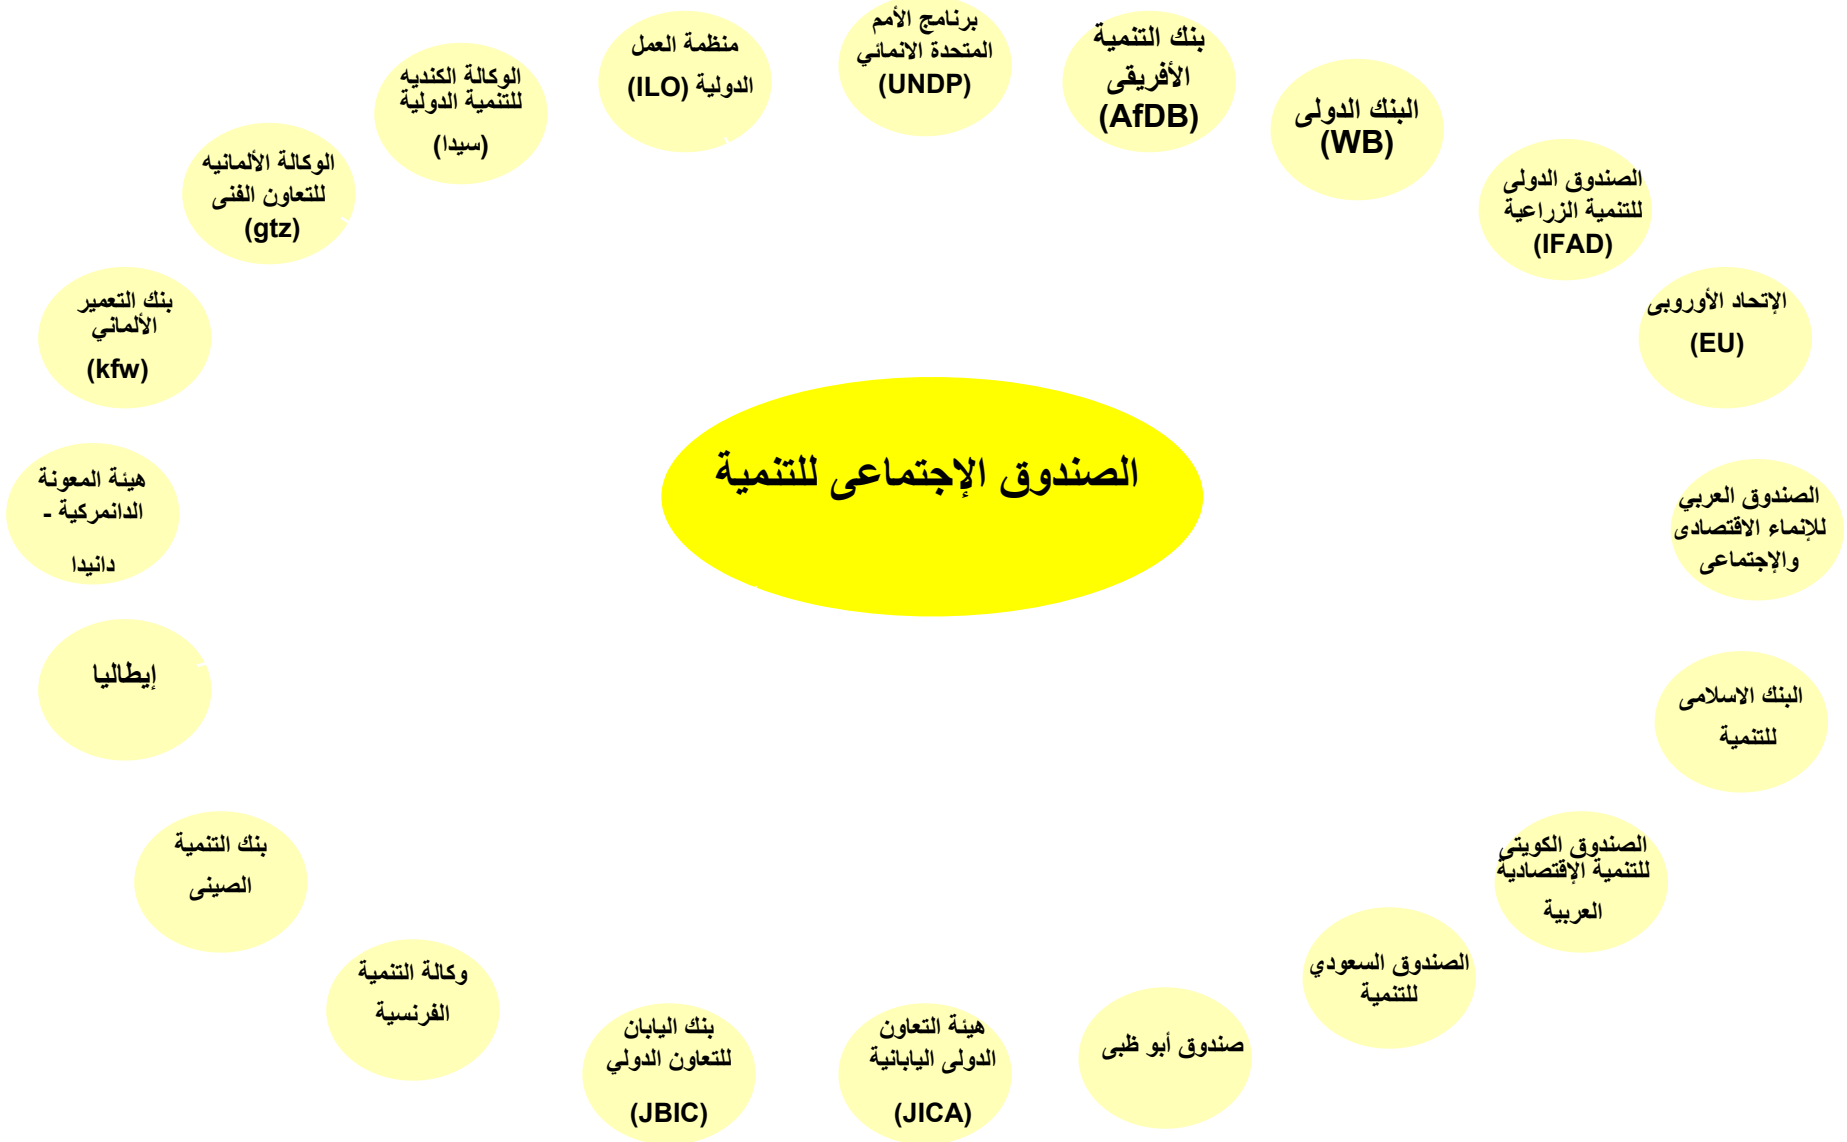 برنامج الأمم
المتحدة الانمائي
(UNDP)
بنك التنمية
الأفريقى
(AfDB)
البنك الدولى
(WB)
الصندوق الدولى
للتنمية الزراعية
(IFAD)
الإتحاد الأوروبى
(EU)
الصندوق العربي
للإنماء الاقتصادى
والإجتماعى
البنك الاسلامى
للتنمية
الصندوق الكويتى
للتنمية الإقتصادية
العربية
الصندوق السعودي
للتنمية
صندوق أبو ظبى
هيئة التعاون
الدولى اليابانية
(JICA)
بنك اليابان
للتعاون الدولي
(JBIC)
وكالة التنمية
الفرنسية
بنك التنمية
الصينى
إيطاليا
هيئة المعونة
الدانمركية -
دانيدا
بنك التعمير
الألماني
(kfw)
الوكالة الألمانيه
للتعاون الفنى
(gtz)
الوكالة الكنديه
للتنمية الدولية
(سيدا)
منظمة العمل
الدولية (ILO)
الصندوق الإجتماعى للتنمية